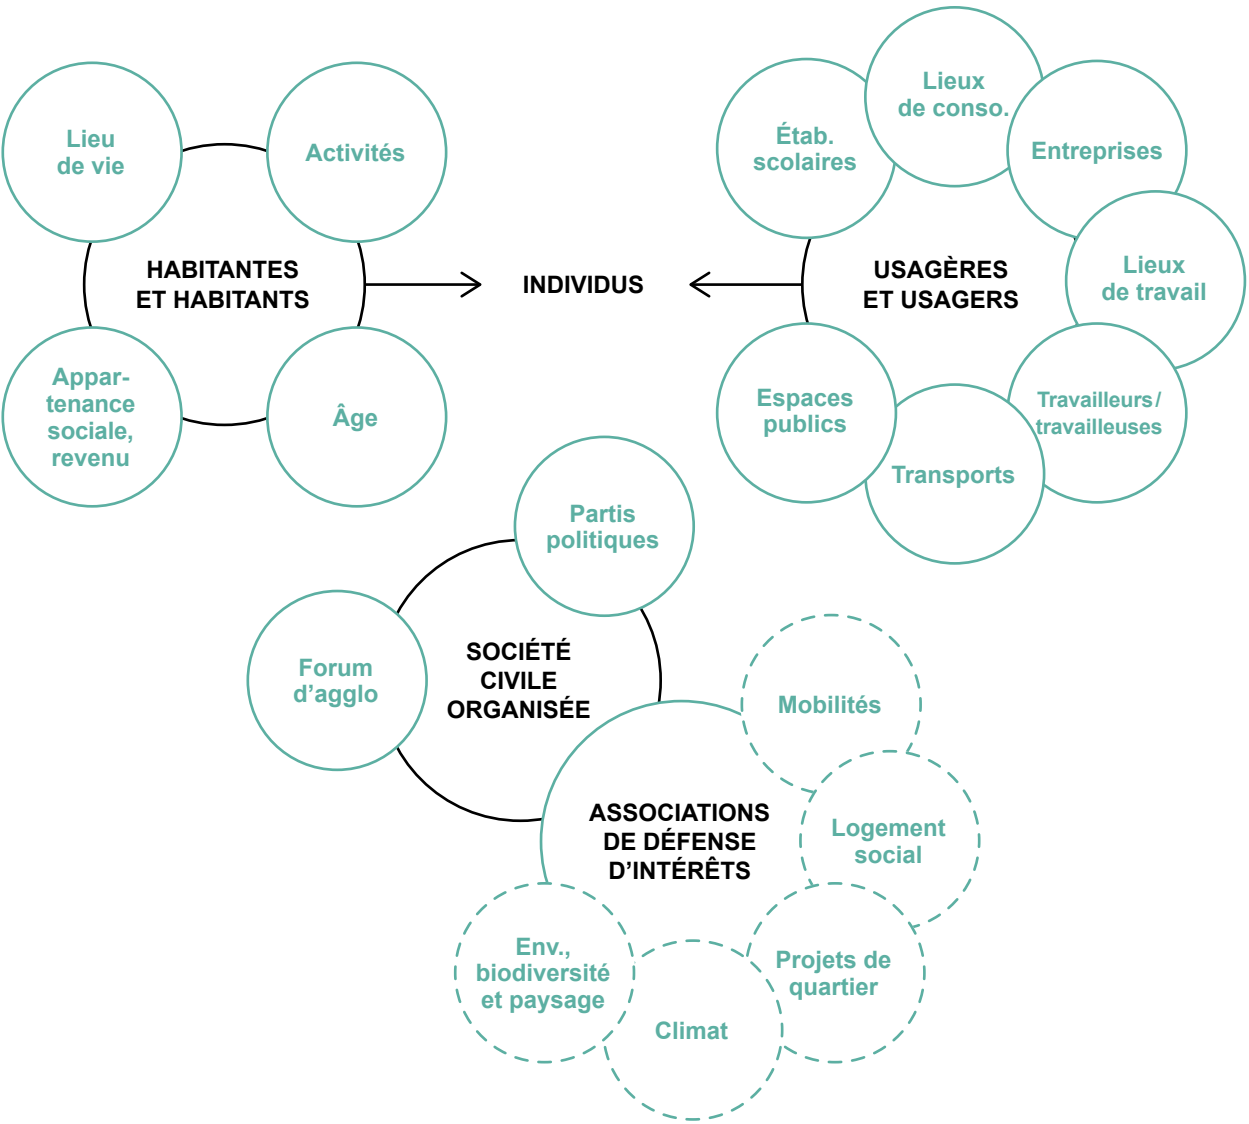 Lieu
de vie
Activités
HABITANTES
ET HABITANTS
Appar-
tenance
sociale,
revenu
Âge
INDIVIDUS
Lieux
de conso.
Étab.
scolaires
Entreprises
USAGÈRES
ET USAGERS
Lieux
de travail
Espaces
publics
Travailleurs/
travailleuses
Transports
Partis
politiques
SOCIÉTÉ
CIVILE
ORGANISÉE
Forum
d’agglo
Mobilités
ASSOCIATIONS
DE DÉFENSE
D’INTÉRÊTS
Logement
social
Env.,
biodiversité
et paysage
Projets de
quartier
Climat